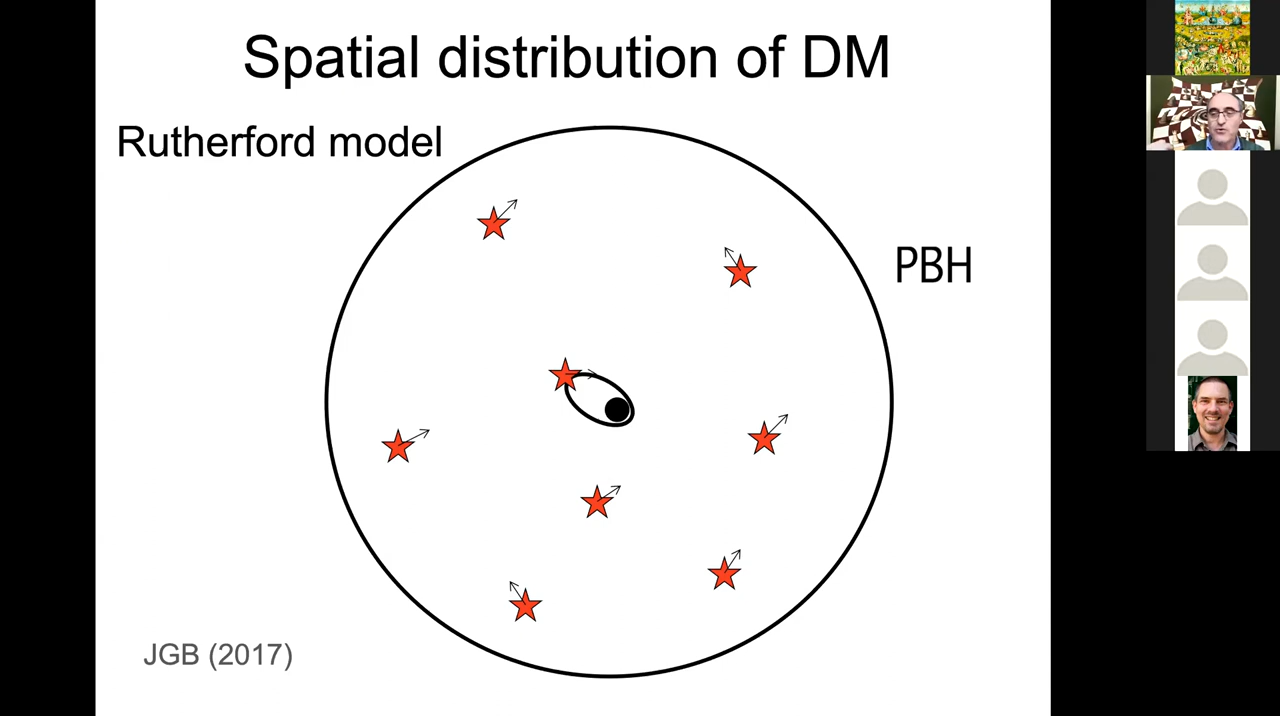 Spatial distribution of DM
Rutherford model
PBH
JGB (2017)